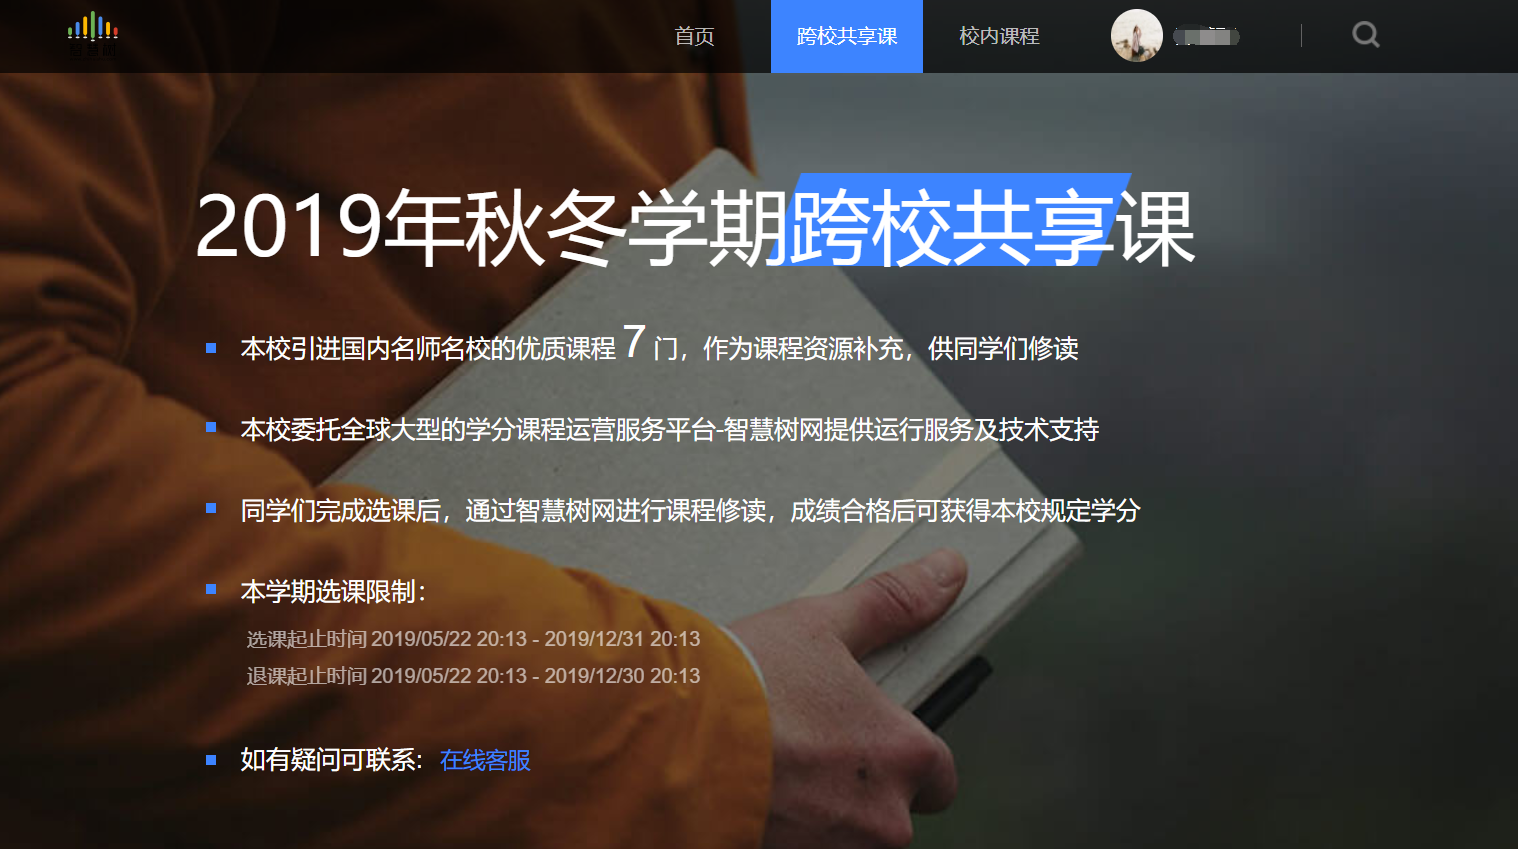 首页
跨校共享课
校内课程
2019年秋冬学期跨校共享课
本校引进国内名师名校的优质课程 7 门，作为课程资源补充，供同学们修读
本校委托全球大型的学分课程运营服务平台-智慧树网提供运行服务及技术支持
同学们完成选课后，通过智慧树网进行课程修读，成绩合格后可获得本校规定学分
本学期选课限制：
选课起止时间 2019/05/22 20:13 - 2019/12/31 20:13
退课起止时间 2019/05/22 20:13 - 2019/12/30 20:13
如有疑问可联系： 在线客服